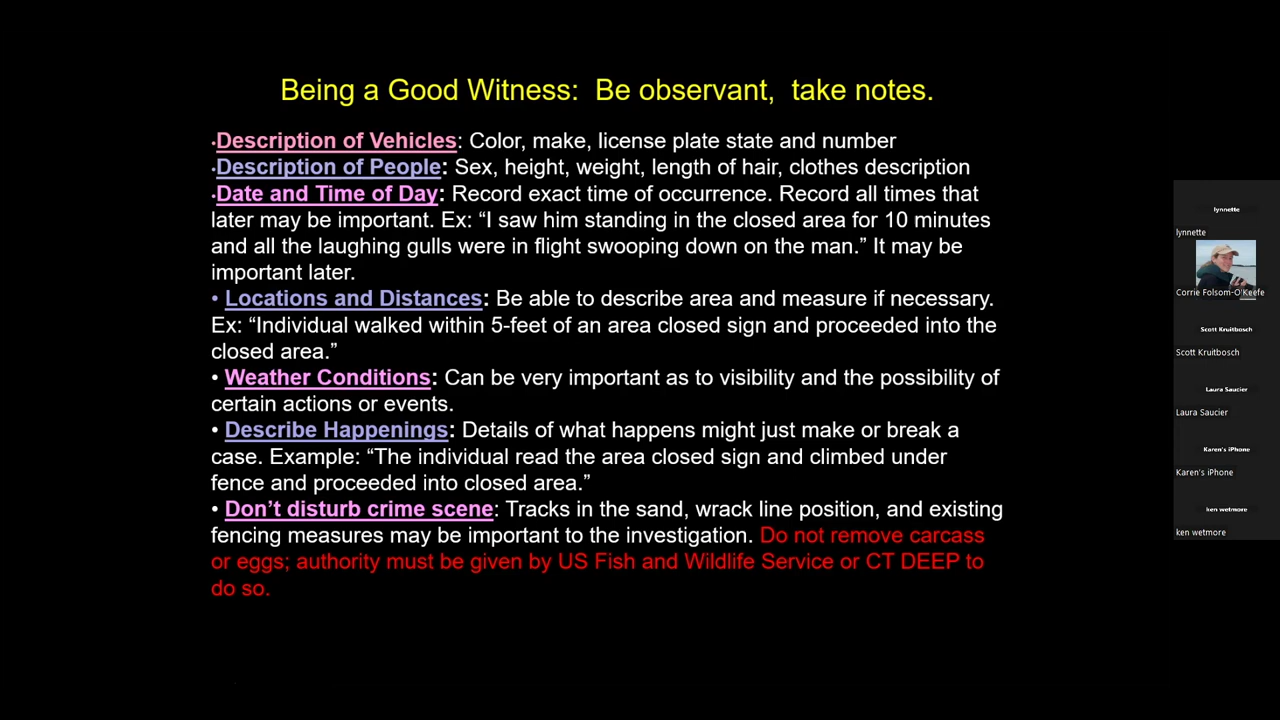 Being a Good Witness:  Be observant,  take notes.
•Description of Vehicles: Color, make, license plate state and number
•Description of People: Sex, height, weight, length of hair, clothes description
•Date and Time of Day: Record exact time of occurrence. Record all times that
later may be important. Ex: “I saw him standing in the closed area for 10 minutes
and all the laughing gulls were in flight swooping down on the man.” It may be
important later.
• Locations and Distances: Be able to describe area and measure if necessary.
Ex: “Individual walked within 5-feet of an area closed sign and proceeded into the
closed area.”
• Weather Conditions: Can be very important as to visibility and the possibility of
certain actions or events.
• Describe Happenings: Details of what happens might just make or break a
case. Example: “The individual read the area closed sign and climbed under
fence and proceeded into closed area.”
• Don’t disturb crime scene: Tracks in the sand, wrack line position, and existing
fencing measures may be important to the investigation. Do not remove carcass
or eggs; authority must be given by US Fish and Wildlife Service or CT DEEP to
do so.
lynnette
lynnette
Corrie Folsom-O'Keefe
Scott Kruitbosch
Scott Kruitbosch
Laura Saucier
Laura Saucier
Karen's iPhone
Karen's iPhone
ken wetmore
ken wetmore